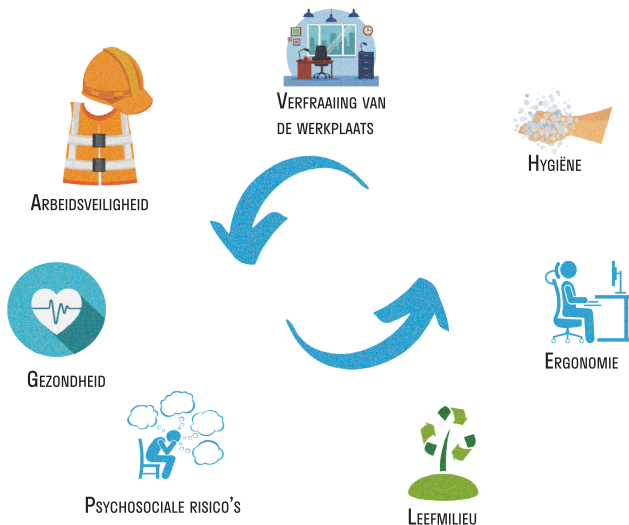 Verfraaiing van
de werkplaats
Hygiëne
Arbeidsveiligheid
Ergonomie
Gezondheid
Psychosociale risico's
Leefmilieu